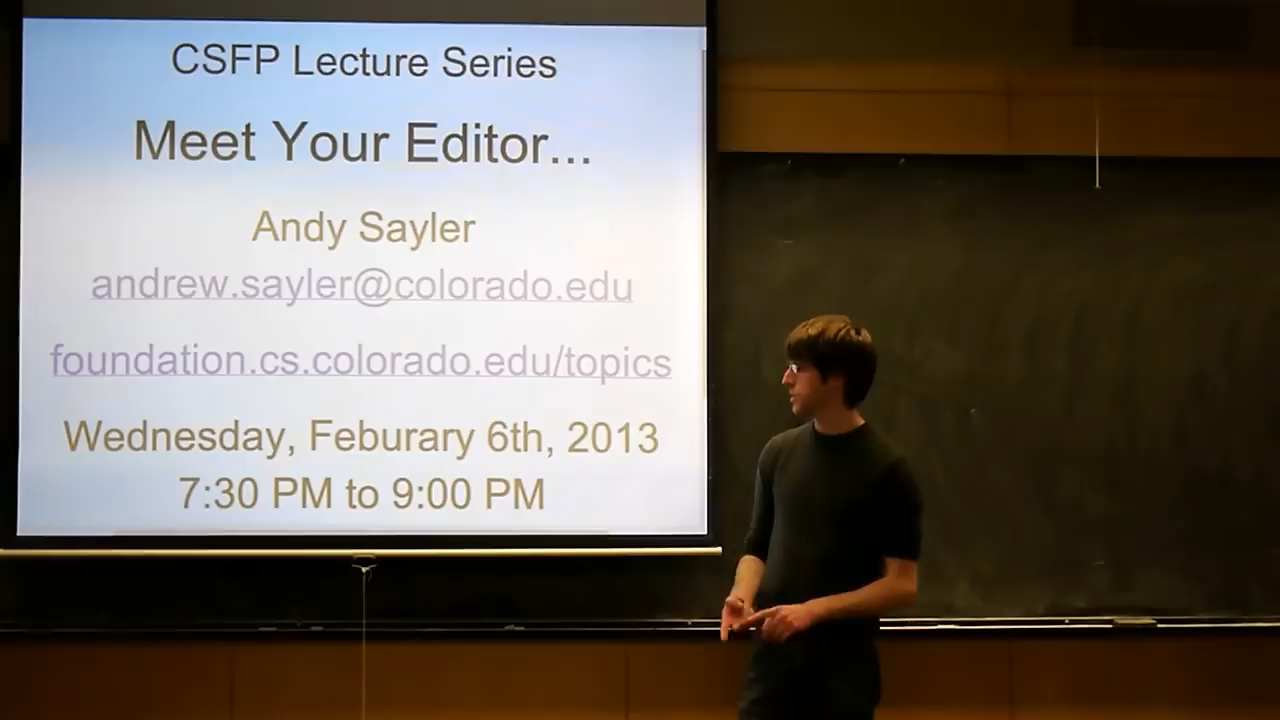 CSFP Lecture Series
Meet Your Editor...
Andy Sayler
andrew.sayler@colorado.edu
foundation.cs.colorado.edu/topics
Wednesday, Feburary 6th, 2013
7:30 PM to 9:00 PM